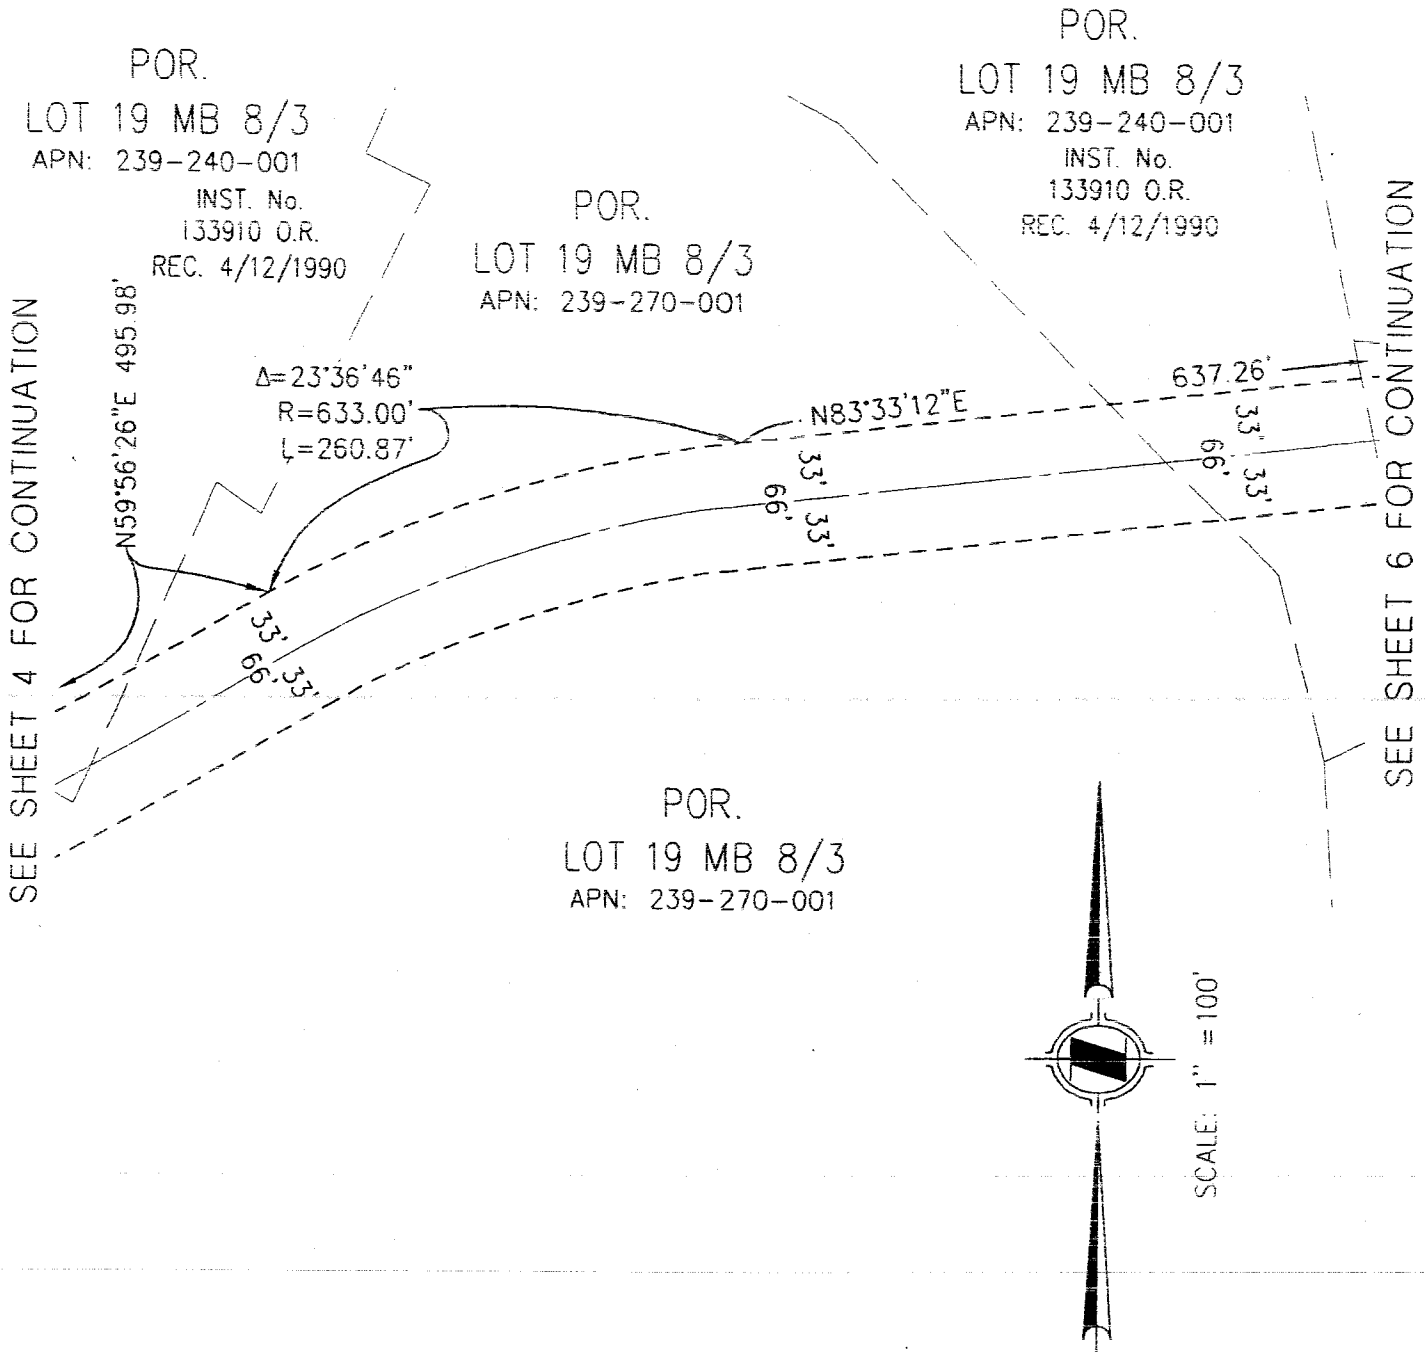 POR.
LOT 19 MB 8/3
APN: 239-240-001
INST. No.
133910 O.R.
REC. 4/12/1990
POR.
LOT 19 MB 8/3
APN: 239-270-001
POR.
LOT 19 MB 8/3
APN: 239-240-001
INST. No.
133910 O.R.
REC. 4/12/1990
SEE SHEET 4 FOR CONTINUATION
N59°56'26"E 495.98'
Δ=23°36'46"
R=633.00'
L=260.87'
N83°33'12"E
637.26'
33'
66'
33'
33'
66'
33'
33'
66'
33'
SEE SHEET 6 FOR CONTINUATION
POR.
LOT 19 MB 8/3
APN: 239-270-001
N
SCALE: 1" = 100'